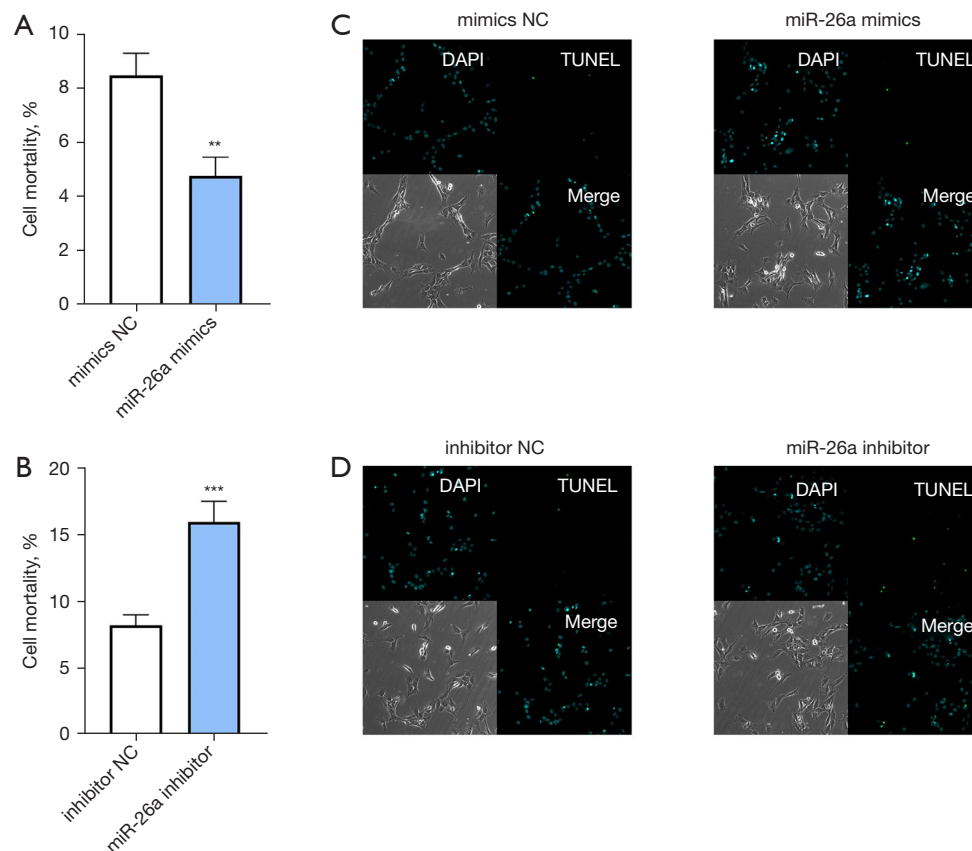 A
Cell mortality, %
10
8
6
4
2
0
**
mimics NC
miR-26a mimics
C
mimics NC
DAPI
TUNEL
Merge
miR-26a mimics
DAPI
TUNEL
Merge
B
Cell mortality, %
20
15
10
5
0
***
inhibitor NC
miR-26a inhibitor
D
inhibitor NC
DAPI
TUNEL
Merge
miR-26a inhibitor
DAPI
TUNEL
Merge